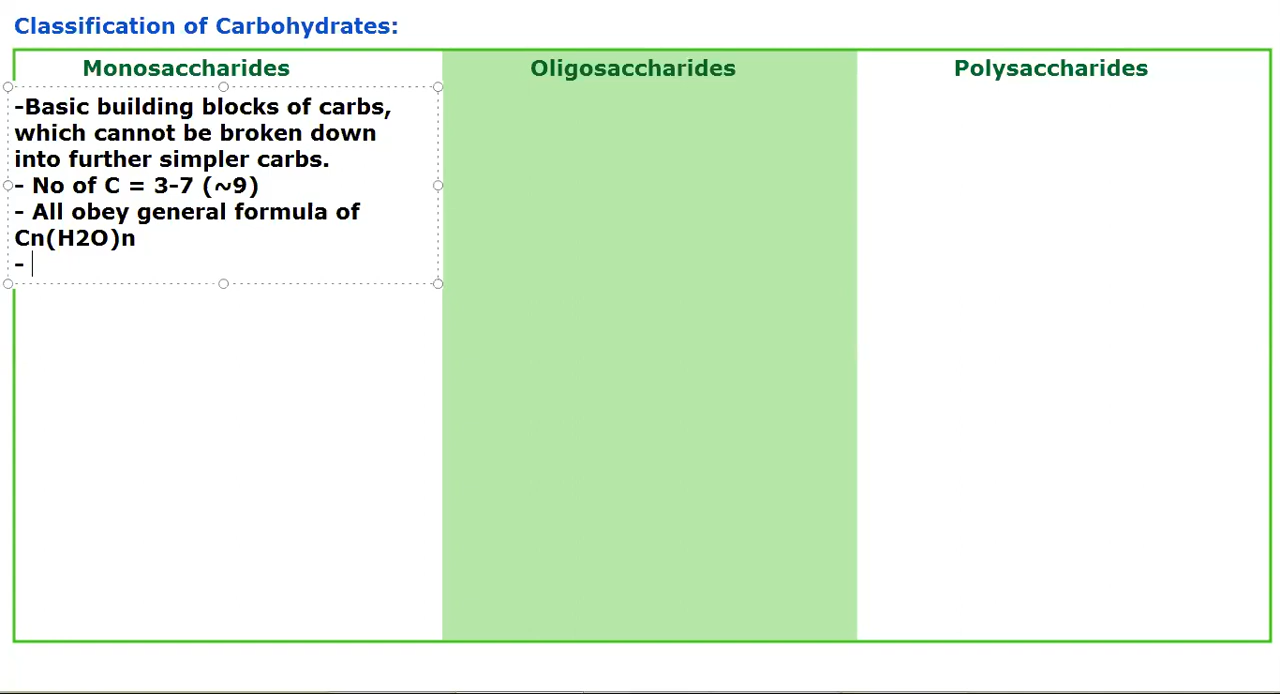 Classification of Carbohydrates:
Monosaccharides
Oligosaccharides
Polysaccharides
-Basic building blocks of carbs,
which cannot be broken down
into further simpler carbs.
- No of C = 3-7 (~9)
- All obey general formula of
Cn(H2O)n
-